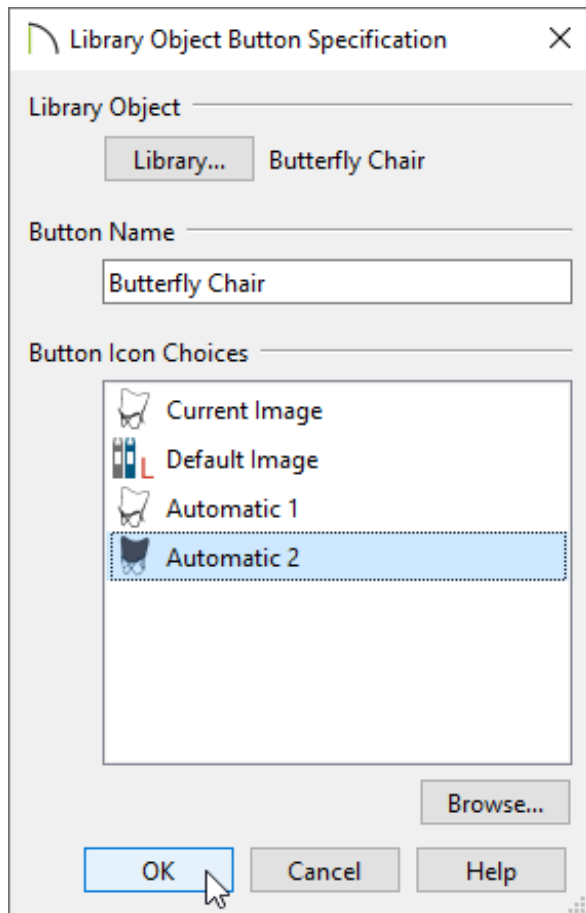 Library Object Button Specification
Library Object
Library... Butterfly Chair
Button Name
Butterfly Chair
Button Icon Choices
Current Image
L Default Image
Automatic 1
Automatic 2
Browse...
OK Cancel Help